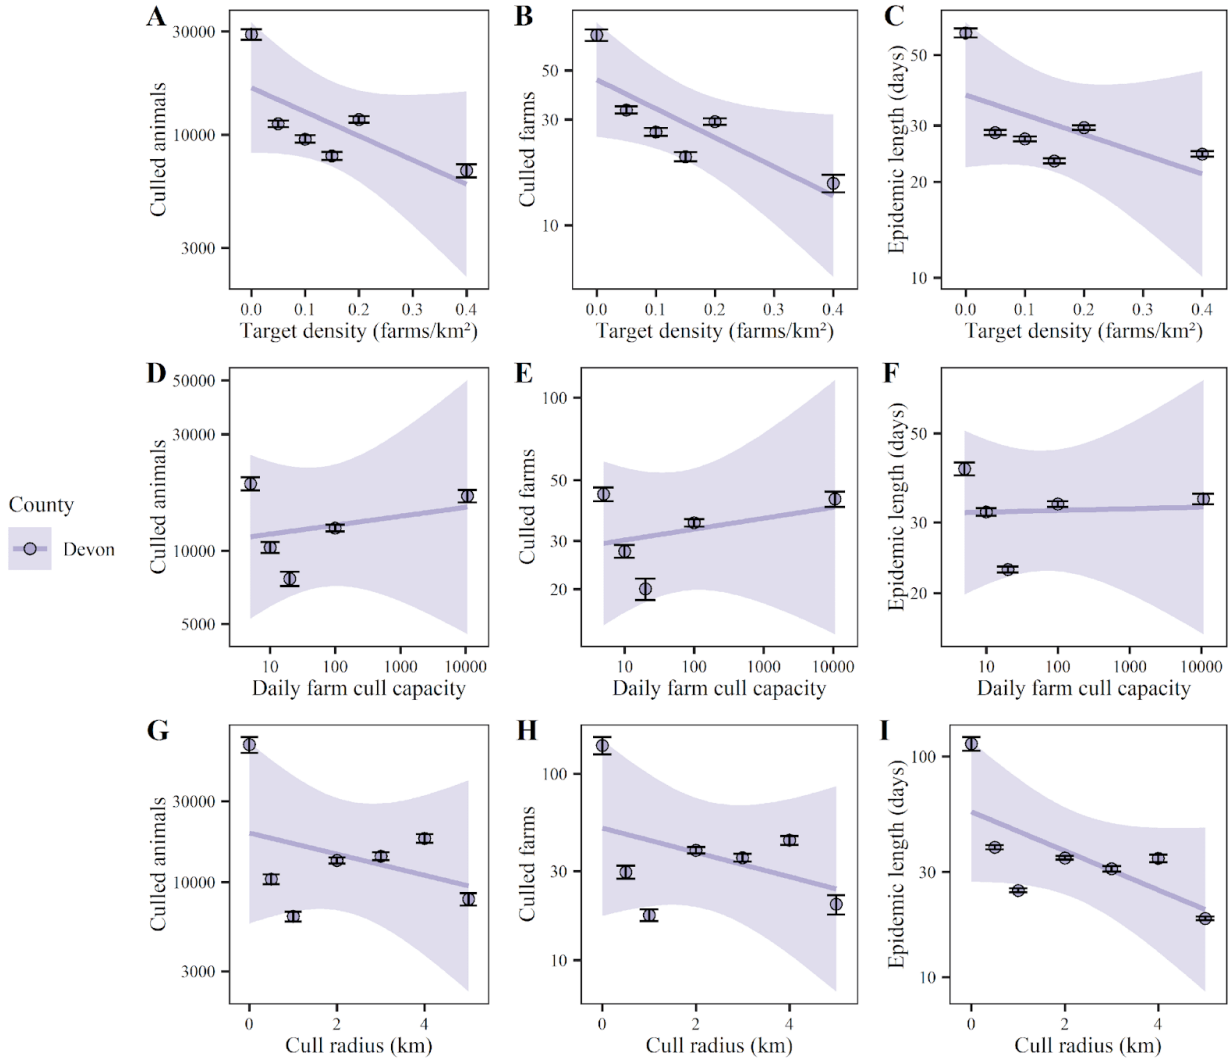 A
Culled animals
30000
10000
3000
0.0 0.1 0.2 0.3 0.4
Target density (farms/km²)
B
Culled farms
50
30
10
0.0 0.1 0.2 0.3 0.4
Target density (farms/km²)
C
Epidemic length (days)
50
30
20
10
0.0 0.1 0.2 0.3 0.4
Target density (farms/km²)
D
Culled animals
50000
30000
10000
5000
10 100 1000 10000
Daily farm cull capacity
E
Culled farms
100
50
30
20
10 100 1000 10000
Daily farm cull capacity
F
Epidemic length (days)
50
30
20
10 100 1000 10000
Daily farm cull capacity
County
Devon
G
Culled animals
30000
10000
3000
0 2 4
Cull radius (km)
H
Culled farms
100
30
10
0 2 4
Cull radius (km)
I
Epidemic length (days)
100
30
10
0 2 4
Cull radius (km)